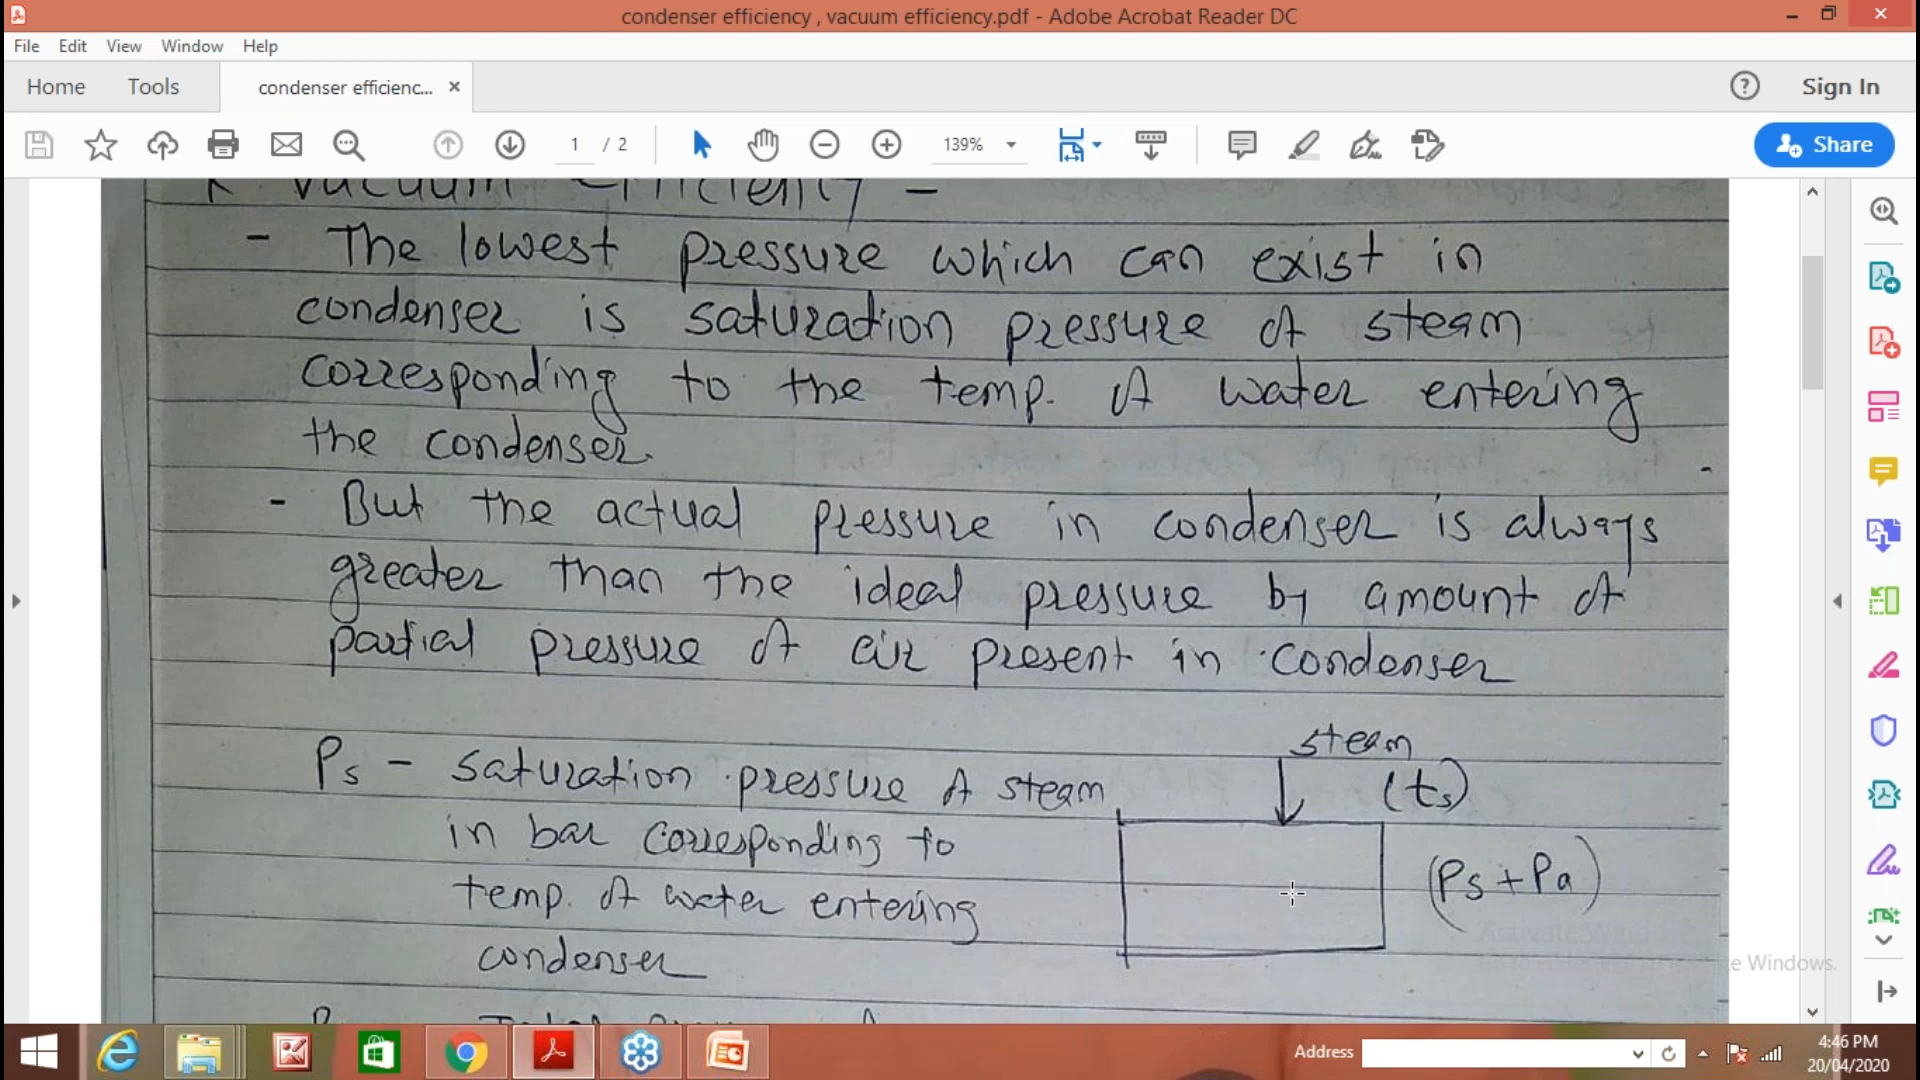 condenser efficiency , vacuum efficiency.pdf - Adobe Acrobat Reader DC
File Edit View Window Help
Home Tools condenser efficienc... Sign In
1 / 2 139% Share
Vacuum Efficiency -
- The lowest pressure which can exist in
condenser is saturation pressure of steam
corresponding to the temp. of water entering
the condenser.
- But the actual pressure in condenser is always
greater than the ideal pressure by amount of
partial pressure of air present in condenser
steam
Ps - saturation pressure of steam (ts)
in bar corresponding to (Ps + Pa)
temp. of water entering
condenser
Address
4:46 PM
20/04/2020